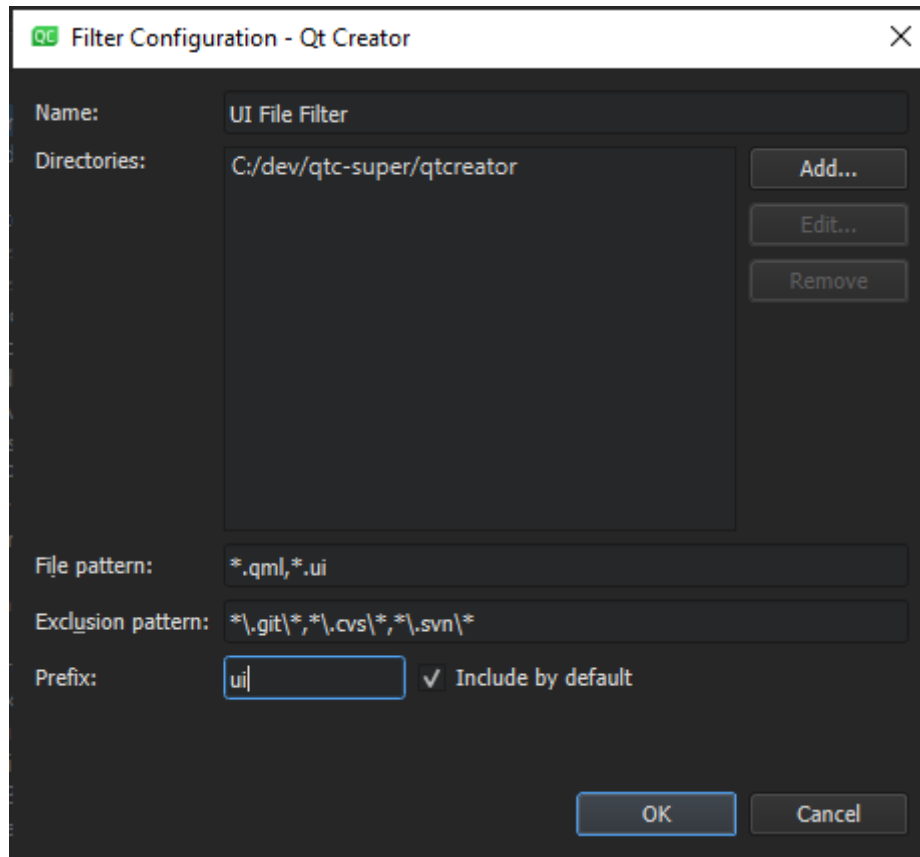 QC Filter Configuration - Qt Creator
Name: UI File Filter
Directories: C:/dev/qtc-super/qtcreator Add...
Edit...
Remove
File pattern: *.qml,*.ui
Exclusion pattern: *\.git\*,*\.cvs\*,*\.svn\*
Prefix: ui Include by default
OK Cancel